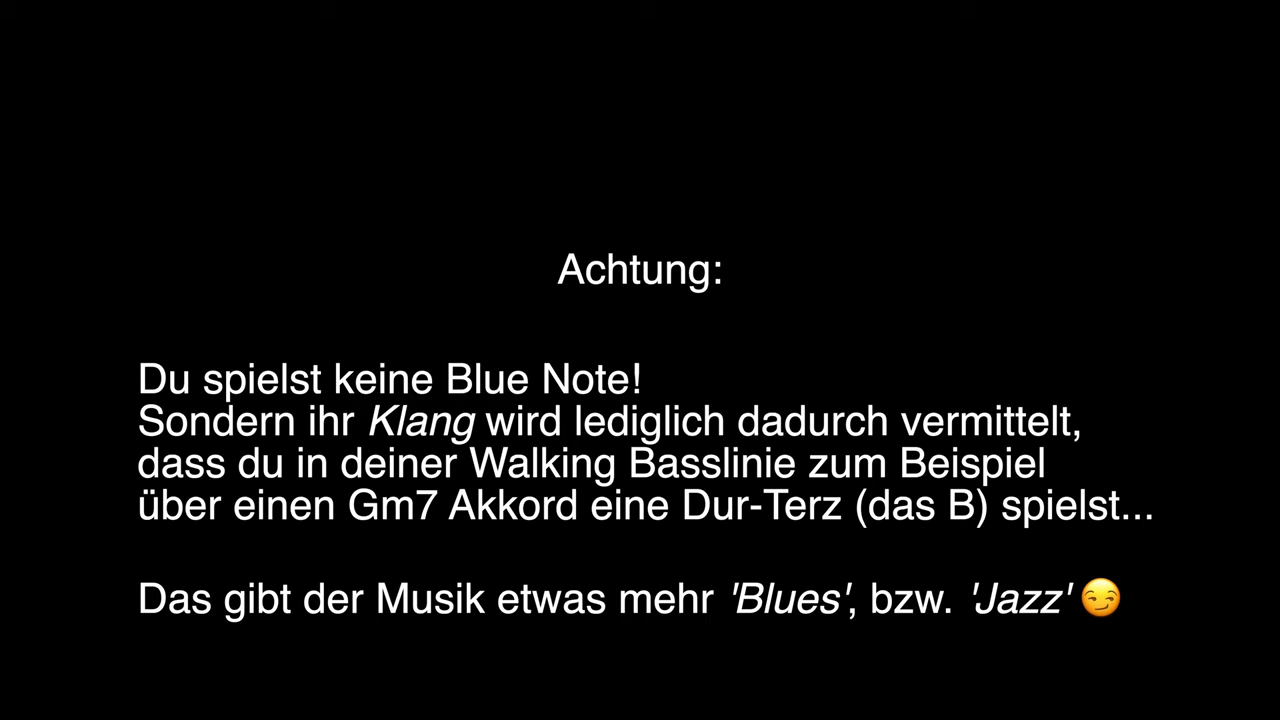 Achtung:
Du spielst keine Blue Note!
Sondern ihr Klang wird lediglich dadurch vermittelt,
dass du in deiner Walking Basslinie zum Beispiel
über einen Gm7 Akkord eine Dur-Terz (das B) spielst...
Das gibt der Musik etwas mehr 'Blues', bzw. 'Jazz' 😏